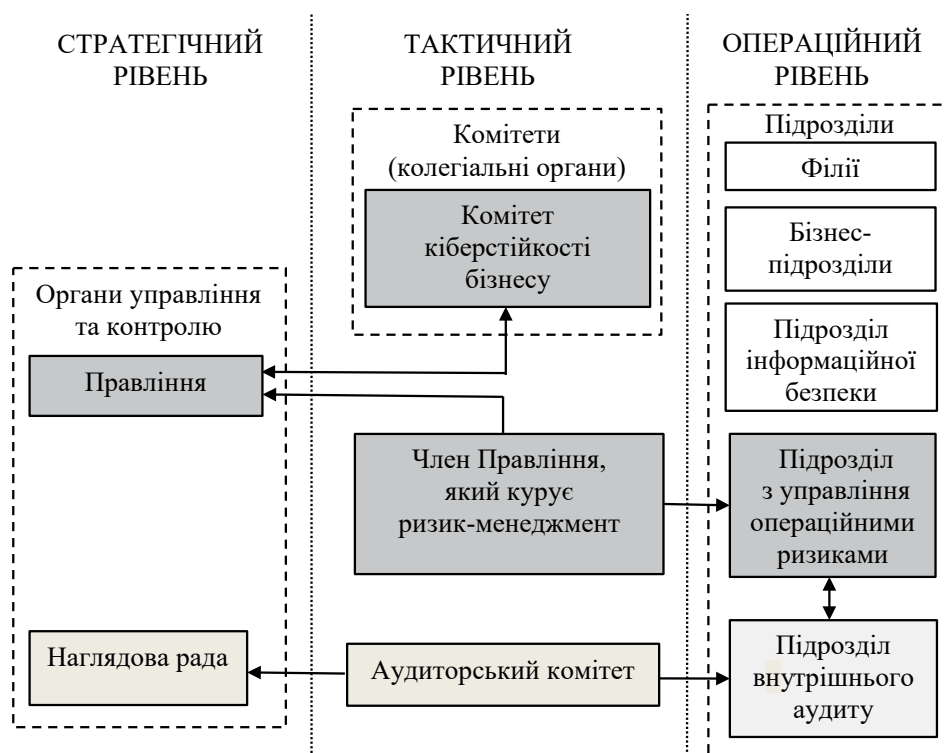 СТРАТЕГІЧНИЙ
РІВЕНЬ
ТАКТИЧНИЙ
РІВЕНЬ
ОПЕРАЦІЙНИЙ
РІВЕНЬ
Органи управління
та контролю
Правління
Наглядова рада
Комітети
(колегіальні органи)
Комітет
кіберстійкості
бізнесу
Член Правління,
який курує
ризик-менеджмент
Аудиторський комітет
Підрозділи
Філії
Бізнес-
підрозділи
Підрозділ
інформаційної
безпеки
Підрозділ
з управління
операційними
ризиками
Підрозділ
внутрішнього
аудиту